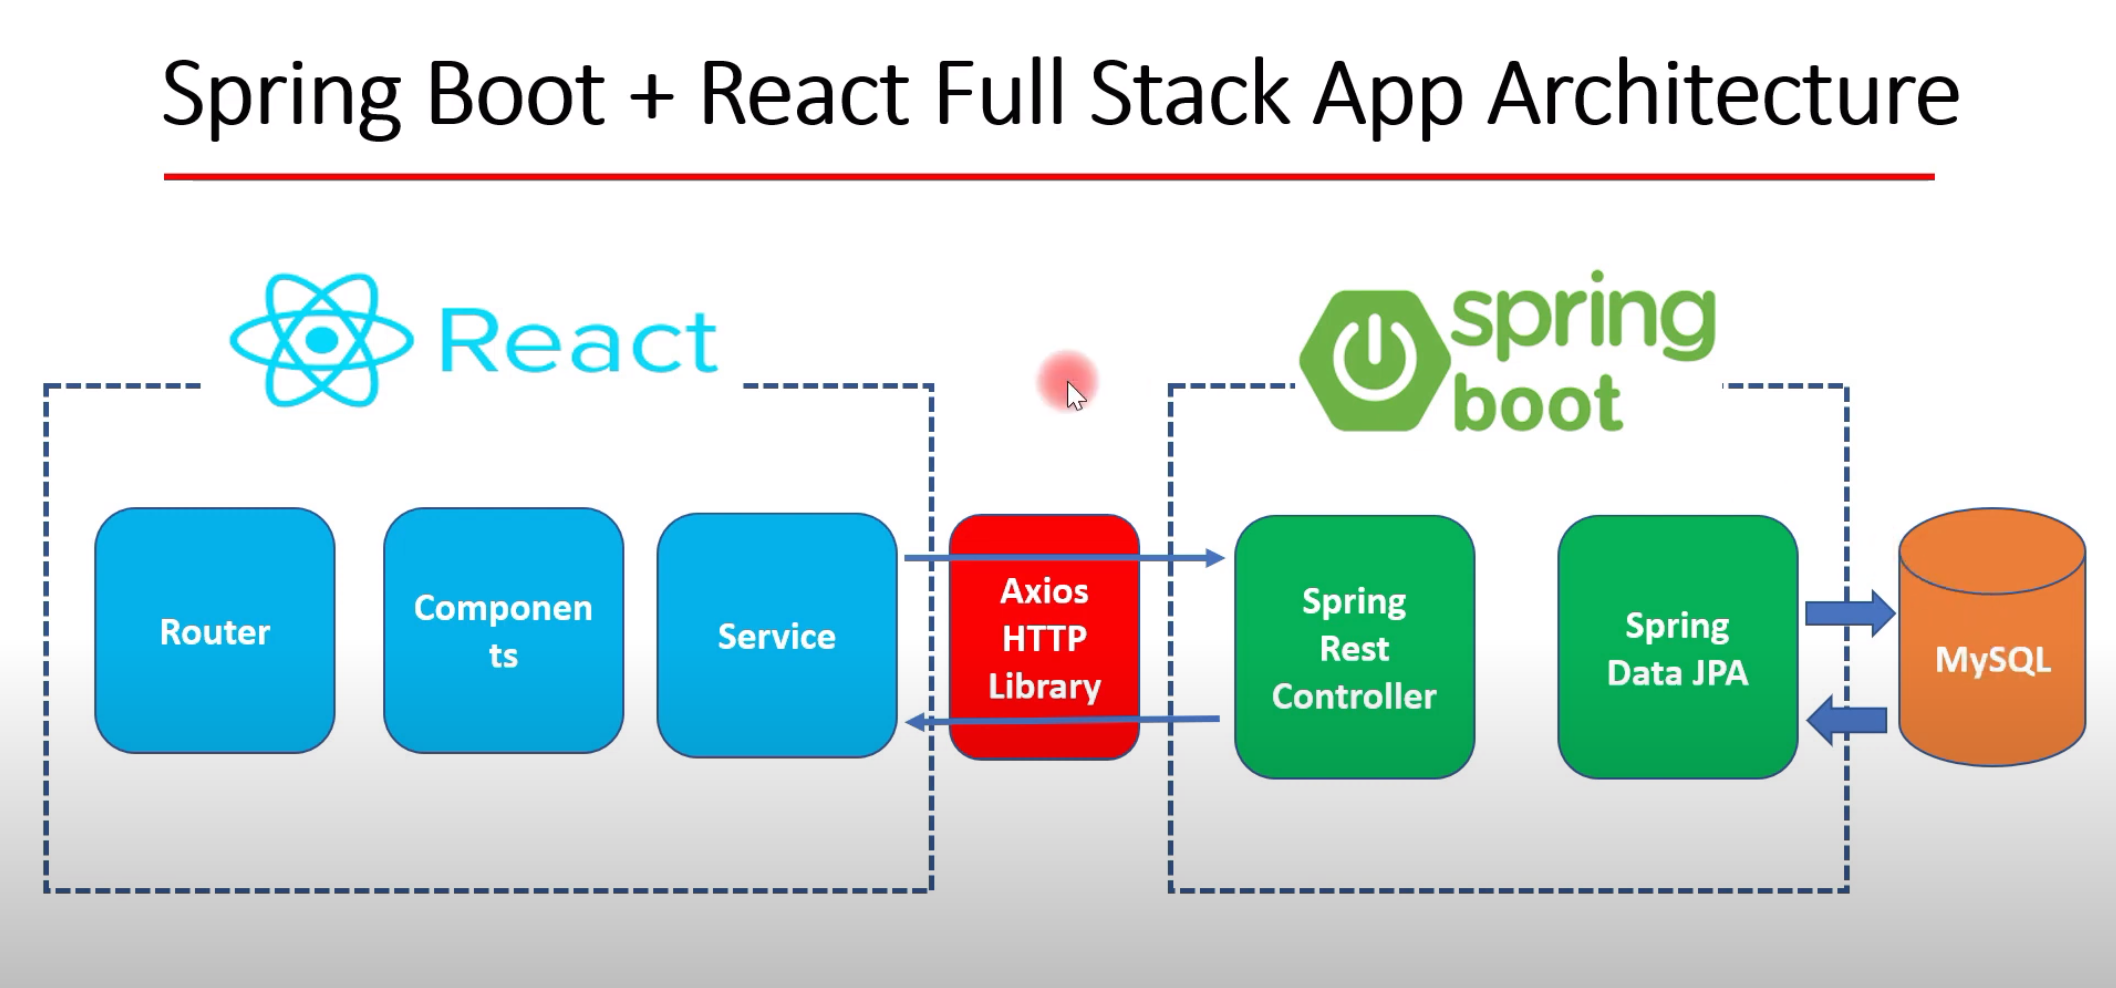 Spring Boot + React Full Stack App Architecture
React
spring
boot
Router
Componen
ts
Service
Axios
HTTP
Library
Spring
Rest
Controller
Spring
Data JPA
MySQL